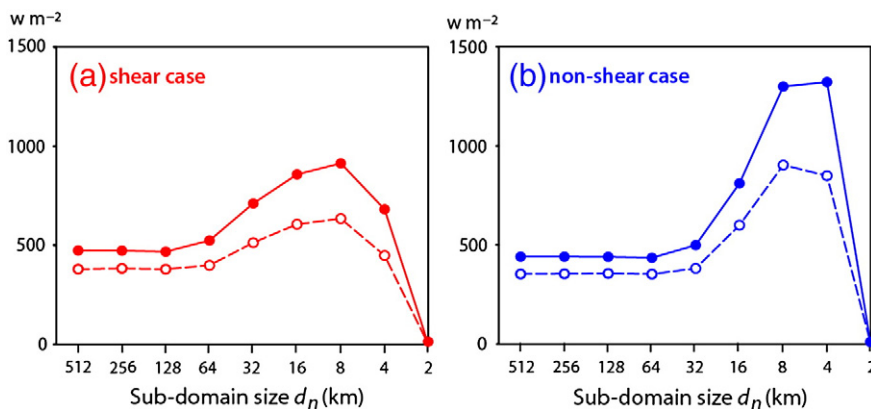 w m⁻²
1500
1000
500
0
(a) shear case
512 256 128 64 32 16 8 4 2
Sub-domain size dn (km)
w m⁻²
1500
1000
500
0
(b) non-shear case
512 256 128 64 32 16 8 4 2
Sub-domain size dn (km)